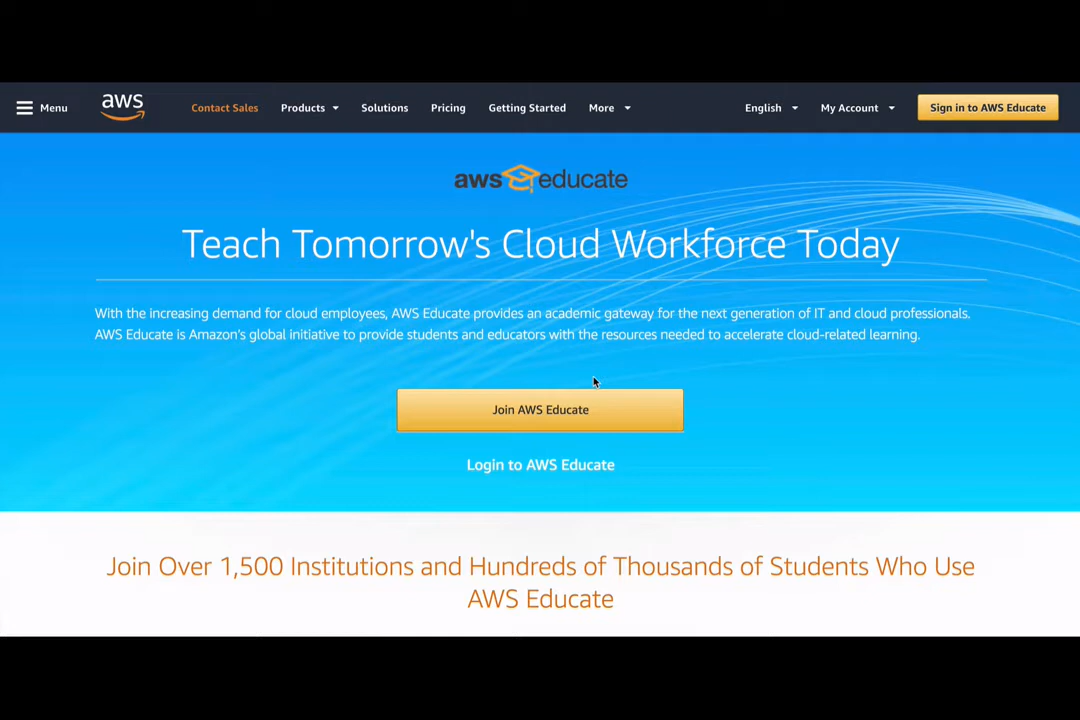 Menu
aws
Contact Sales
Products
Solutions
Pricing
Getting Started
More
English
My Account
Sign in to AWS Educate
aws educate
Teach Tomorrow's Cloud Workforce Today
With the increasing demand for cloud employees, AWS Educate provides an academic gateway for the next generation of IT and cloud professionals.
AWS Educate is Amazon's global initiative to provide students and educators with the resources needed to accelerate cloud-related learning.
Join AWS Educate
Login to AWS Educate
Join Over 1,500 Institutions and Hundreds of Thousands of Students Who Use
AWS Educate